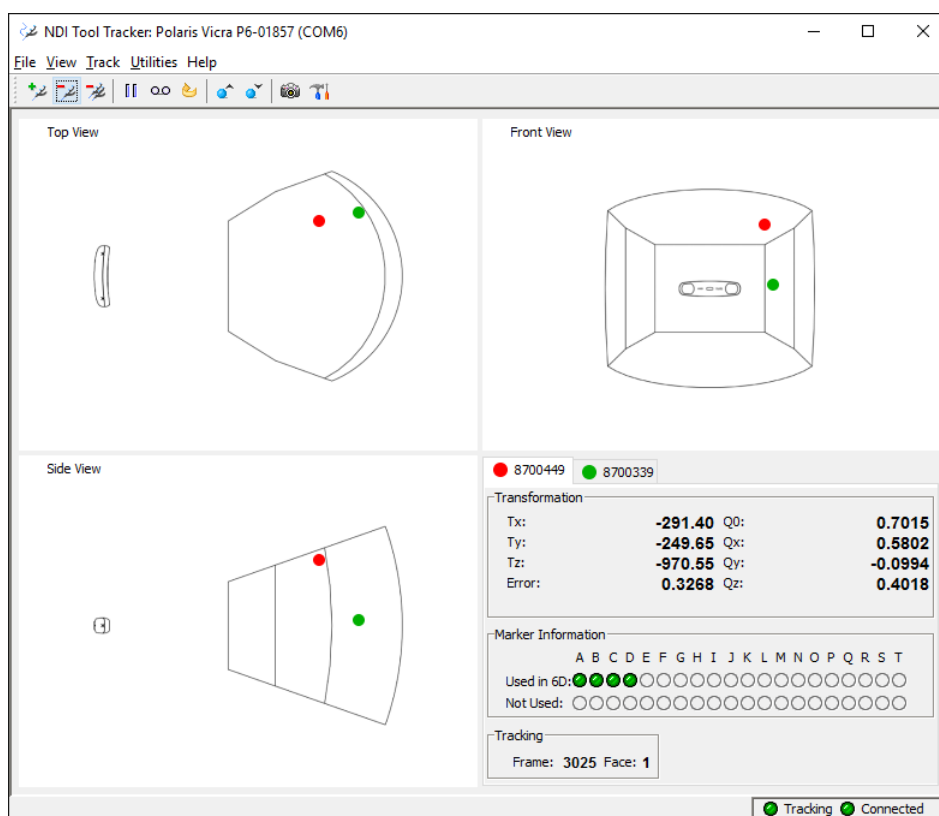 NDI Tool Tracker: Polaris Vicra P6-01857 (COM6)
File View Track Utilities Help
Top View
Front View
Side View
8700449 8700339
Transformation
Tx: -291.40 Q0: 0.7015
Ty: -249.65 Qx: 0.5802
Tz: -970.55 Qy: -0.0994
Error: 0.3268 Qz: 0.4018
Marker Information
A B C D E F G H I J K L M N O P Q R S T
Used in 6D:
Not Used:
Tracking
Frame: 3025 Face: 1
Tracking Connected